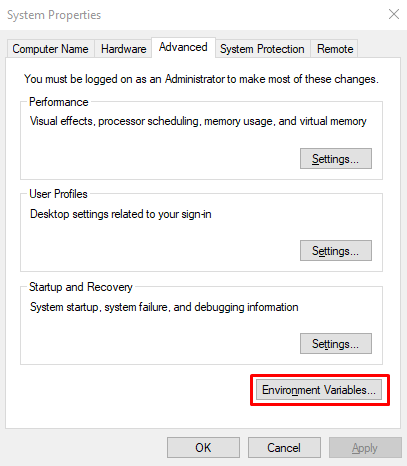 System Properties
Computer Name Hardware Advanced System Protection Remote
You must be logged on as an Administrator to make most of these changes.
Performance
Visual effects, processor scheduling, memory usage, and virtual memory
Settings...
User Profiles
Desktop settings related to your sign-in
Settings...
Startup and Recovery
System startup, system failure, and debugging information
Settings...
Environment Variables...
OK Cancel Apply